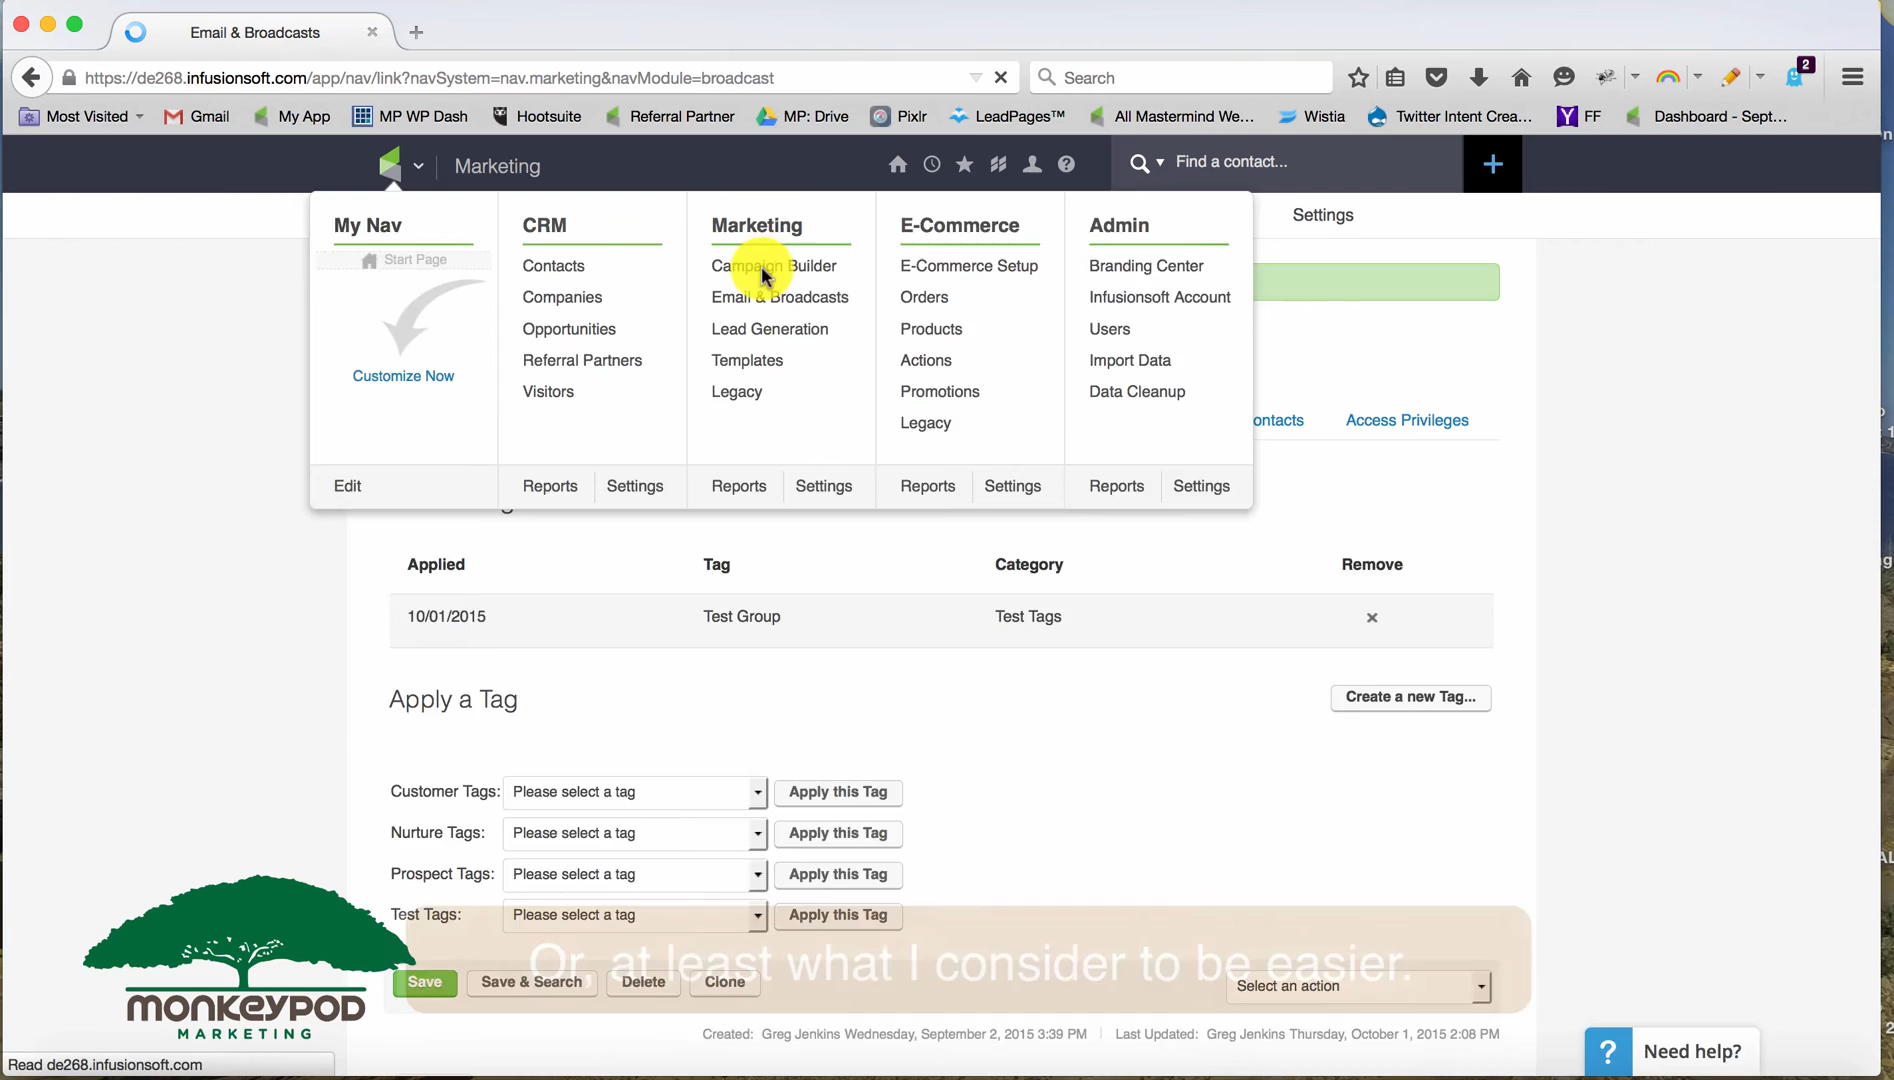 Email & Broadcasts
https://de268.infusionsoft.com/app/nav/link?navSystem=nav.marketing&navModule=broadcast
Search
2
Most Visited
Gmail
My App
MP WP Dash
Hootsuite
Referral Partner
MP: Drive
Pixlr
LeadPages™
All Mastermind We...
Wistia
Twitter Intent Crea...
FF
Dashboard - Sept...
Marketing
Find a contact...
Settings
My Nav
CRM
Marketing
E-Commerce
Admin
Start Page
Contacts
Campaign Builder
E-Commerce Setup
Branding Center
Companies
Email & Broadcasts
Orders
Infusionsoft Account
Opportunities
Lead Generation
Products
Users
Referral Partners
Templates
Actions
Import Data
Customize Now
Visitors
Legacy
Promotions
Data Cleanup
Legacy
ontacts
Access Privileges
Edit
Reports
Settings
Reports
Settings
Reports
Settings
Reports
Settings
Applied
Tag
Category
Remove
10/01/2015
Test Group
Test Tags
Apply a Tag
Create a new Tag...
Customer Tags:
Please select a tag
Apply this Tag
Nurture Tags:
Please select a tag
Apply this Tag
Prospect Tags:
Please select a tag
Apply this Tag
Test Tags:
Please select a tag
Apply this Tag
Or, at least what I consider to be easier.
Save
Save & Search
Delete
Clone
Select an action
MONKEYPOD
MARKETING
Created: Greg Jenkins Wednesday, September 2, 2015 3:39 PM
Last Updated: Greg Jenkins Thursday, October 1, 2015 2:08 PM
Need help?
Read de268.infusionsoft.com